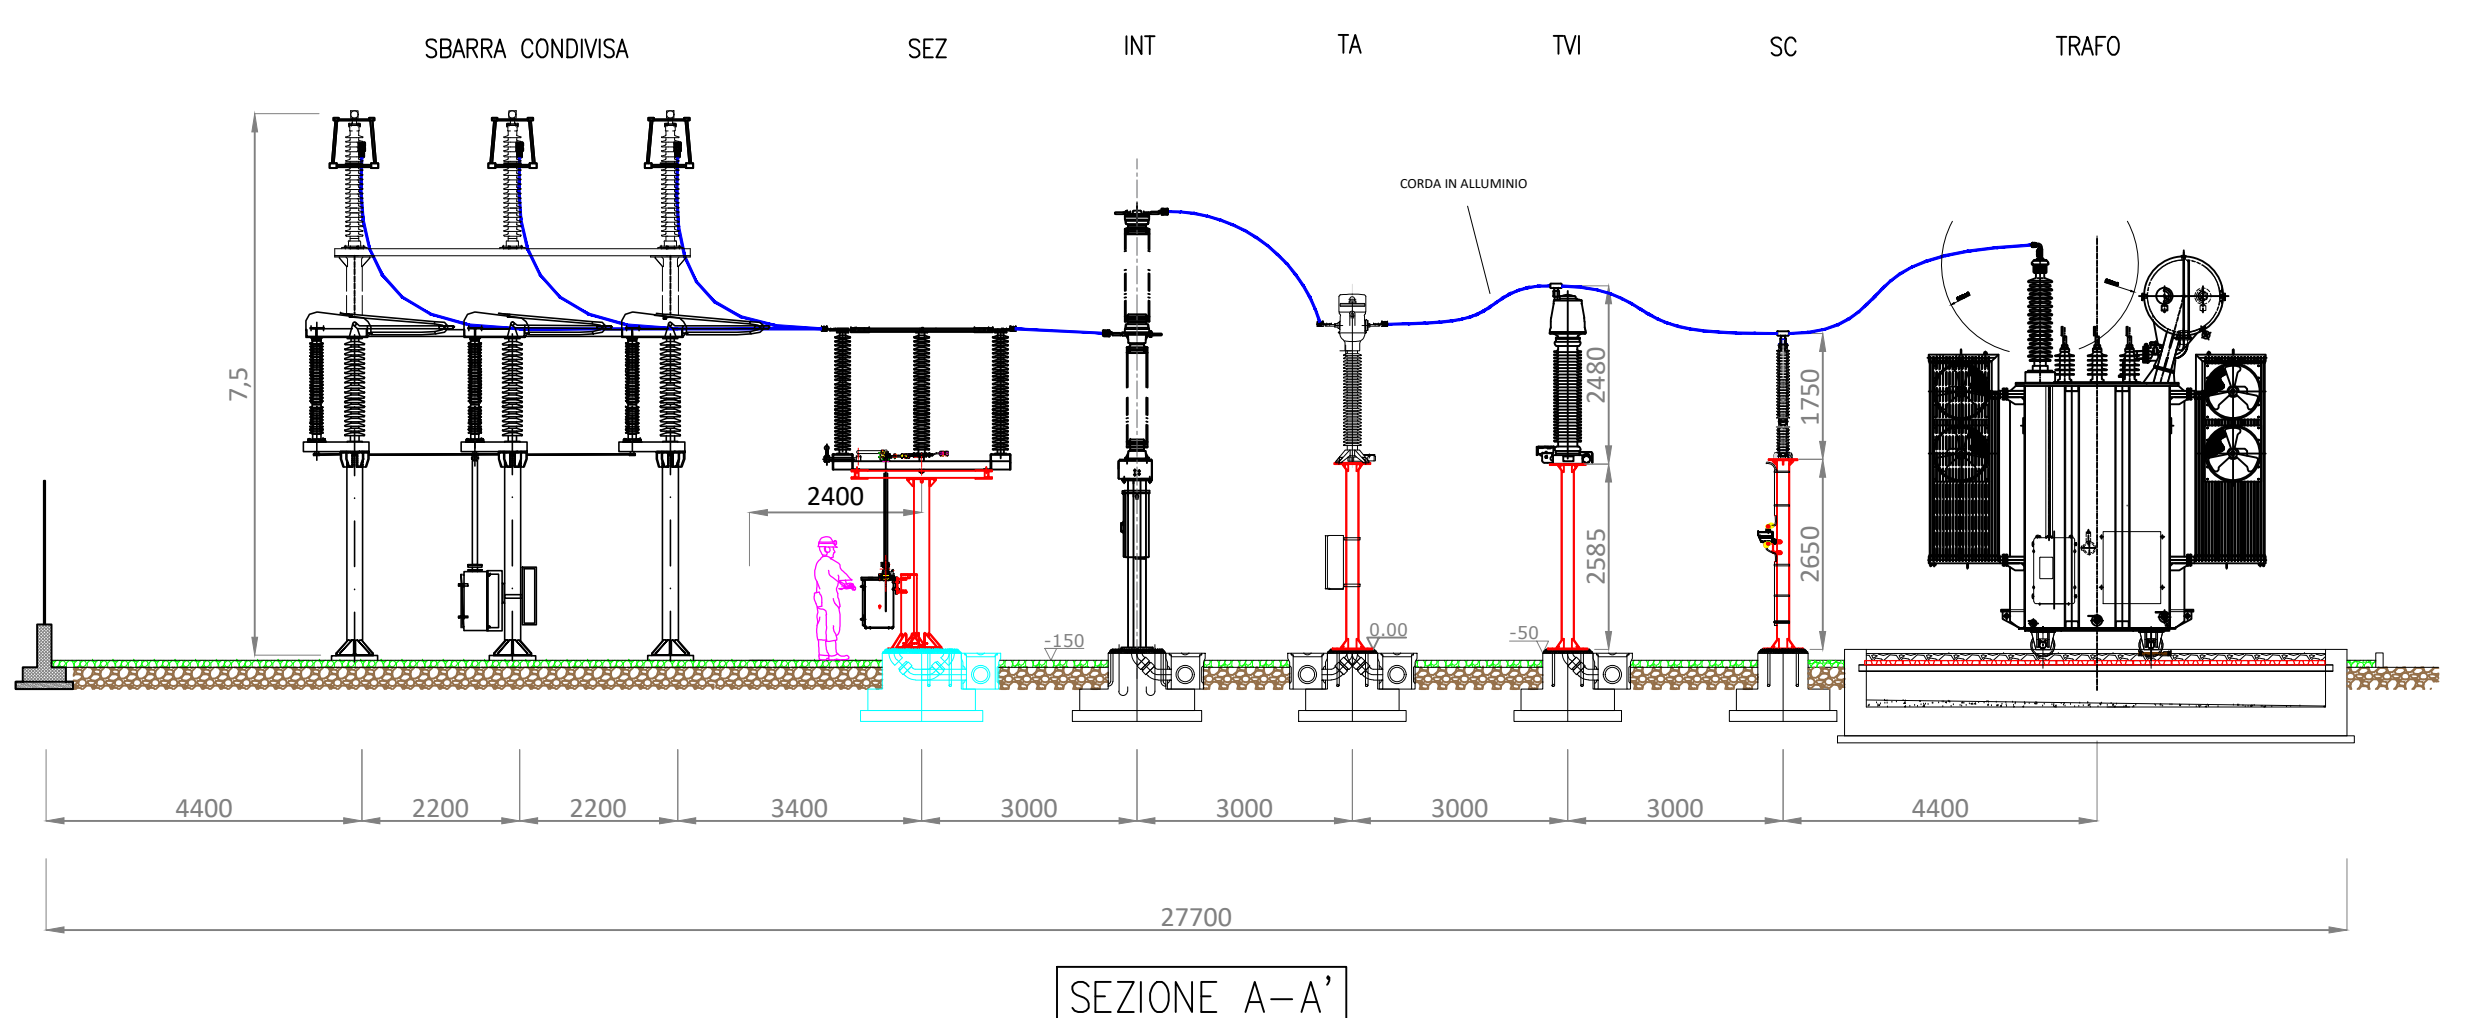 SBARRA CONDIVISA
SEZ
INT
TA
TVI
SC
TRAFO
CORDA IN ALLUMINIO
7,5
2400
2480
1750
2585
2650
-150
0.00
-50
4400
2200
2200
3400
3000
3000
3000
3000
4400
27700
SEZIONE A-A'